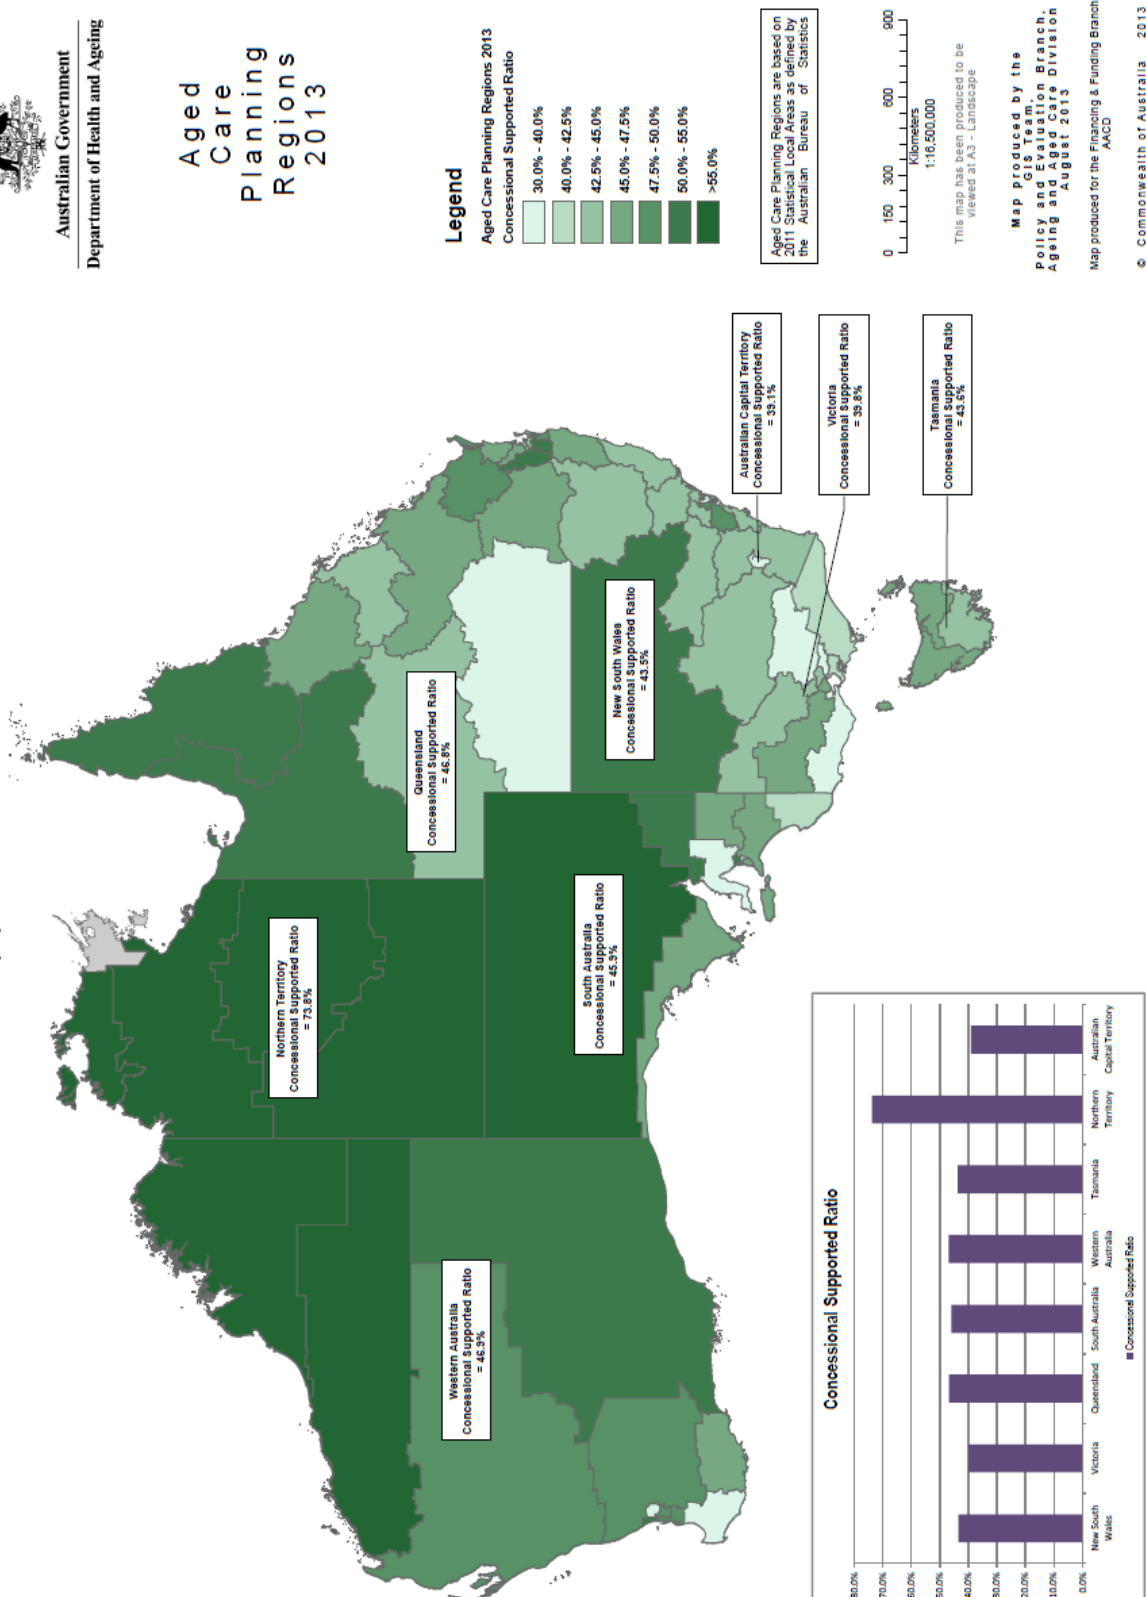 Australian Government
Department of Health and Ageing
Aged
Care
Planning
Regions
2013
Legend
Aged Care Planning Regions 2013
Concessional Supported Ratio
30.0% - 40.0%
40.0% - 42.5%
42.5% - 45.0%
45.0% - 47.5%
47.5% - 50.0%
50.0% - 55.0%
>55.0%
Aged Care Planning Regions are based on
2011 Statistical Local Areas as defined by
the Australian Bureau of Statistics
0 150 300 600 900
Kilometers
1:16,500,000
This map has been produced to be
viewed at A3 - Landscape
Map produced by the
GIS Team,
Policy and Evaluation Branch,
Ageing and Aged Care Division
August 2013
Map produced for the Financing & Funding Branch
AACD
© Commonwealth of Australia 2013
Northern Territory
Concessional Supported Ratio
= 73.8%
Queensland
Concessional Supported Ratio
= 46.8%
Western Australia
Concessional Supported Ratio
= 46.9%
South Australia
Concessional Supported Ratio
= 45.9%
New South Wales
Concessional Supported Ratio
= 43.5%
Australian Capital Territory
Concessional Supported Ratio
= 39.1%
Victoria
Concessional Supported Ratio
= 39.8%
Tasmania
Concessional Supported Ratio
= 43.6%
Concessional Supported Ratio
80.0%
70.0%
60.0%
50.0%
40.0%
30.0%
20.0%
10.0%
0.0%
New South
Wales
Victoria
Queensland
South Australia
Western
Australia
Tasmania
Northern
Territory
Australian
Capital Territory
Concessional Supported Ratio